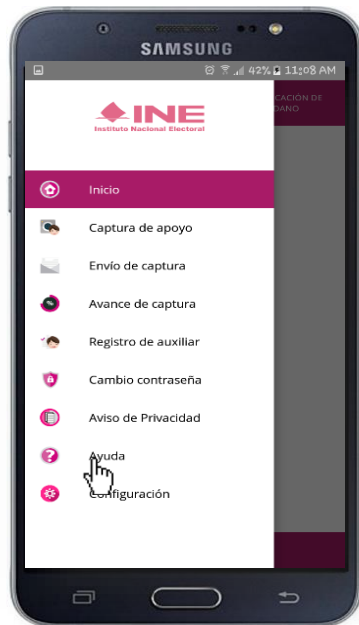 SAMSUNG
42% 11:08 AM
INE
Instituto Nacional Electoral
CACIÓN DE
DANO
Inicio
Captura de apoyo
Envío de captura
Avance de captura
Registro de auxiliar
Cambio contraseña
Aviso de Privacidad
Ayuda
Configuración